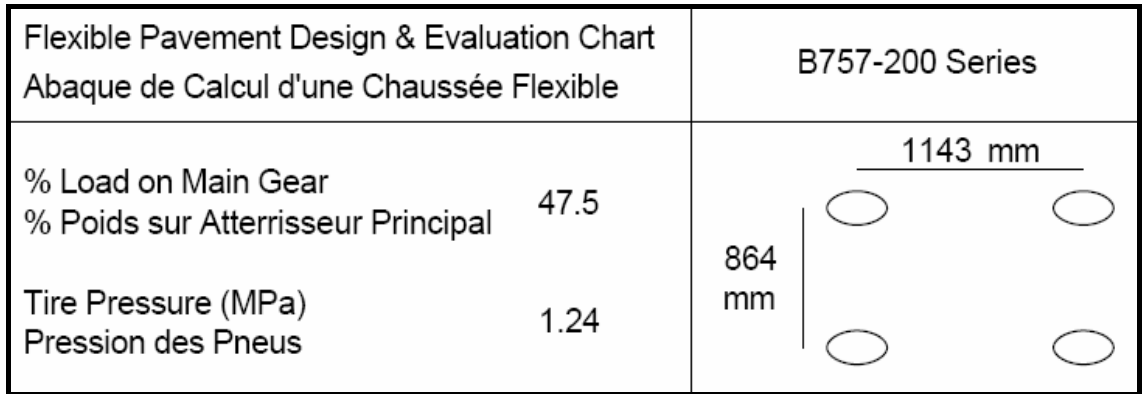 Flexible Pavement Design & Evaluation Chart
Abaque de Calcul d'une Chaussée Flexible
B757-200 Series
% Load on Main Gear
% Poids sur Atterrisseur Principal
47.5
Tire Pressure (MPa)
Pression des Pneus
1.24
1143 mm
864
mm